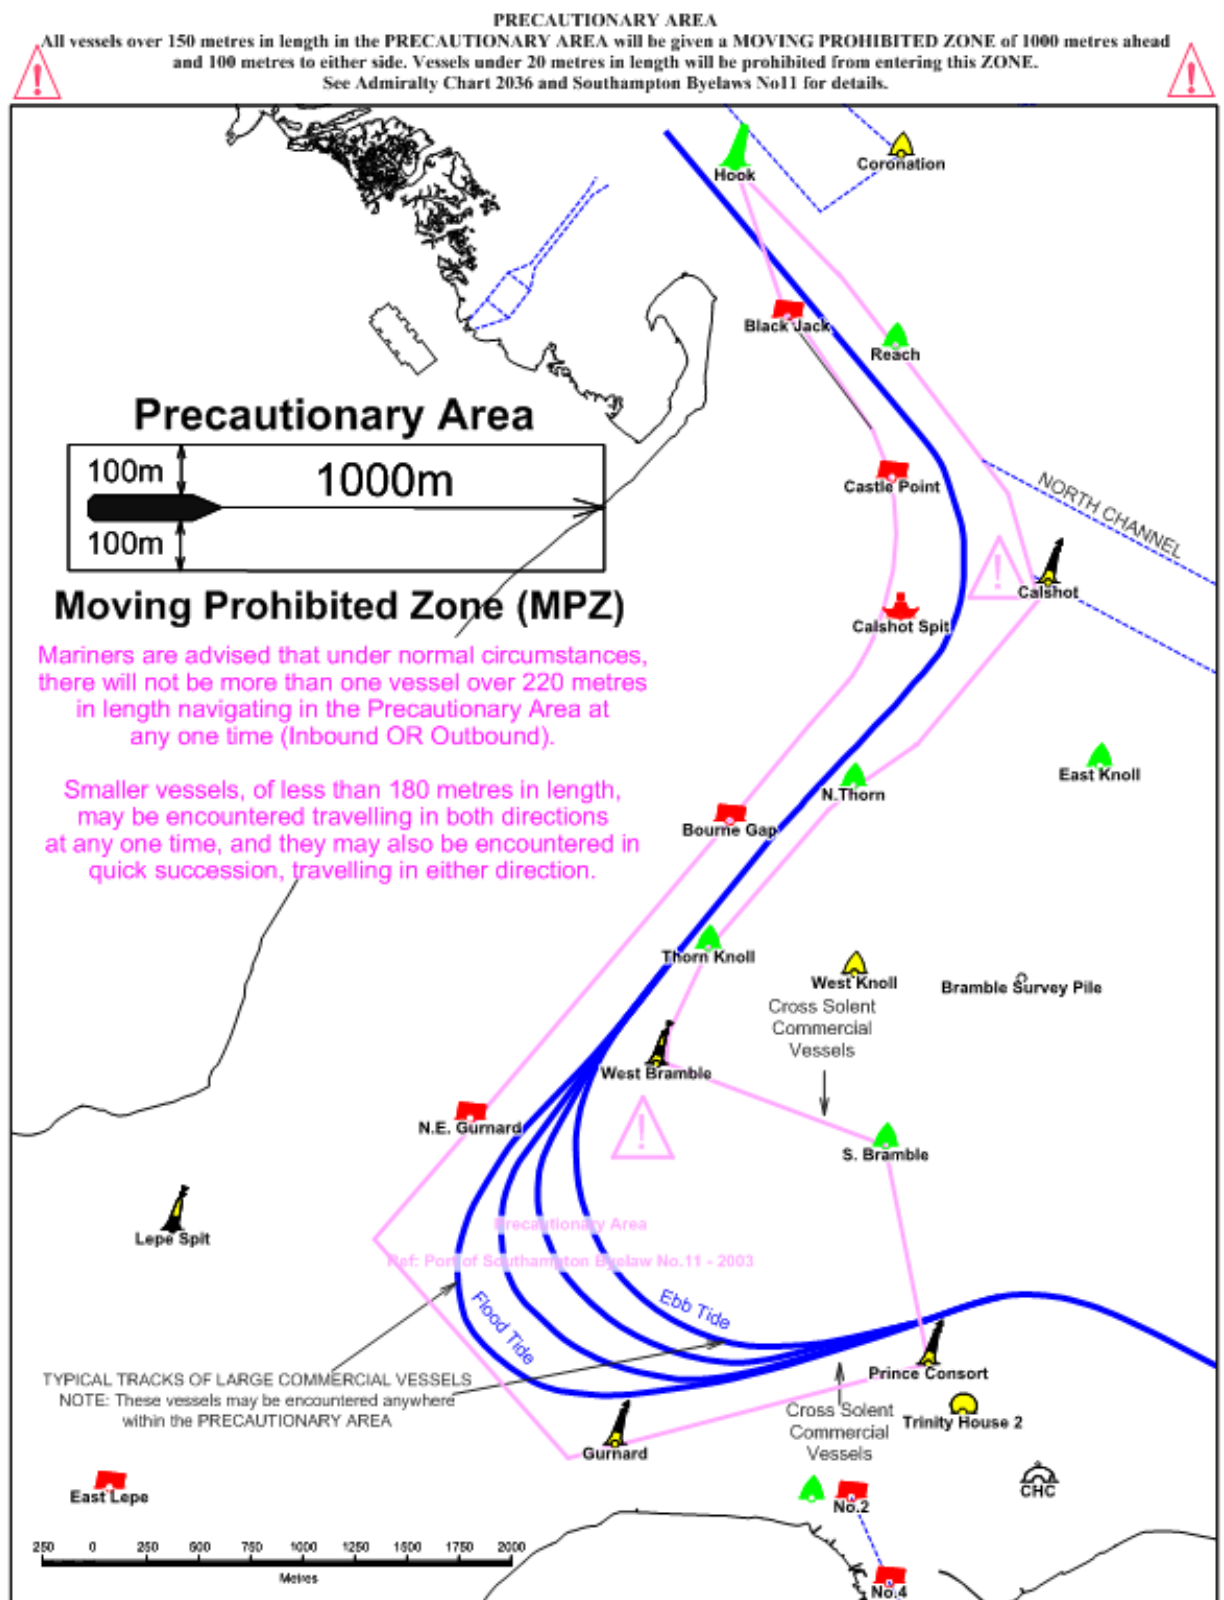 PRECAUTIONARY AREA
All vessels over 150 metres in length in the PRECAUTIONARY AREA will be given a MOVING PROHIBITED ZONE of 1000 metres ahead
and 100 metres to either side. Vessels under 20 metres in length will be prohibited from entering this ZONE.
See Admiralty Chart 2036 and Southampton Byelaws No11 for details.
!
!
Hook
Coronation
Black Jack
Reach
Precautionary Area
100m
1000m
100m
Moving Prohibited Zone (MPZ)
Castle Point
NORTH CHANNEL
!
Calshot
Calshot Spit
Mariners are advised that under normal circumstances,
there will not be more than one vessel over 220 metres
in length navigating in the Precautionary Area at
any one time (Inbound OR Outbound).
Smaller vessels, of less than 180 metres in length,
may be encountered travelling in both directions
at any one time, and they may also be encountered in
quick succession, travelling in either direction.
N.Thorn
East Knoll
Bourne Gap
Thorn Knoll
West Knoll
Bramble Survey Pile
Cross Solent
Commercial
Vessels
West Bramble
N.E. Gurnard
!
S. Bramble
Lepe Spit
Precautionary Area
Ref: Port of Southampton Byelaw No.11 - 2003
Flood Tide
Ebb Tide
TYPICAL TRACKS OF LARGE COMMERCIAL VESSELS
NOTE: These vessels may be encountered anywhere
within the PRECAUTIONARY AREA
Prince Consort
Cross Solent
Commercial
Vessels
Trinity House 2
Gurnard
East Lepe
No.2
CHC
250 0 250 500 750 1000 1250 1500 1750 2000
Metres
No.4